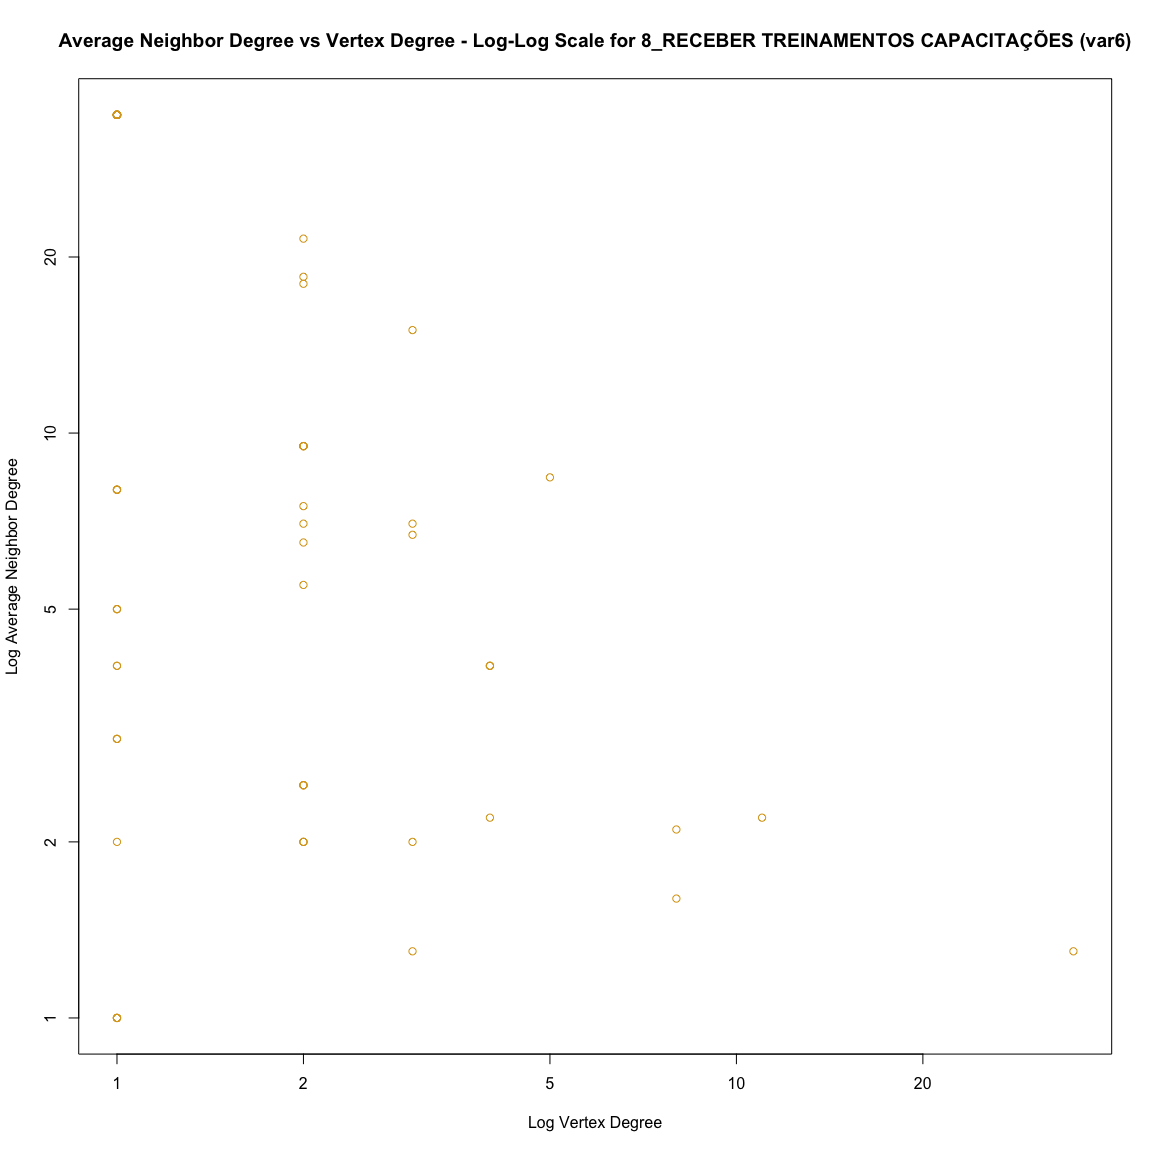 Average Neighbor Degree vs Vertex Degree - Log-Log Scale for 8_RECEBER TREINAMENTOS CAPACITAÇÕES (var6)
Log Average Neighbor Degree
20
10
5
2
1
1 2 5 10 20
Log Vertex Degree